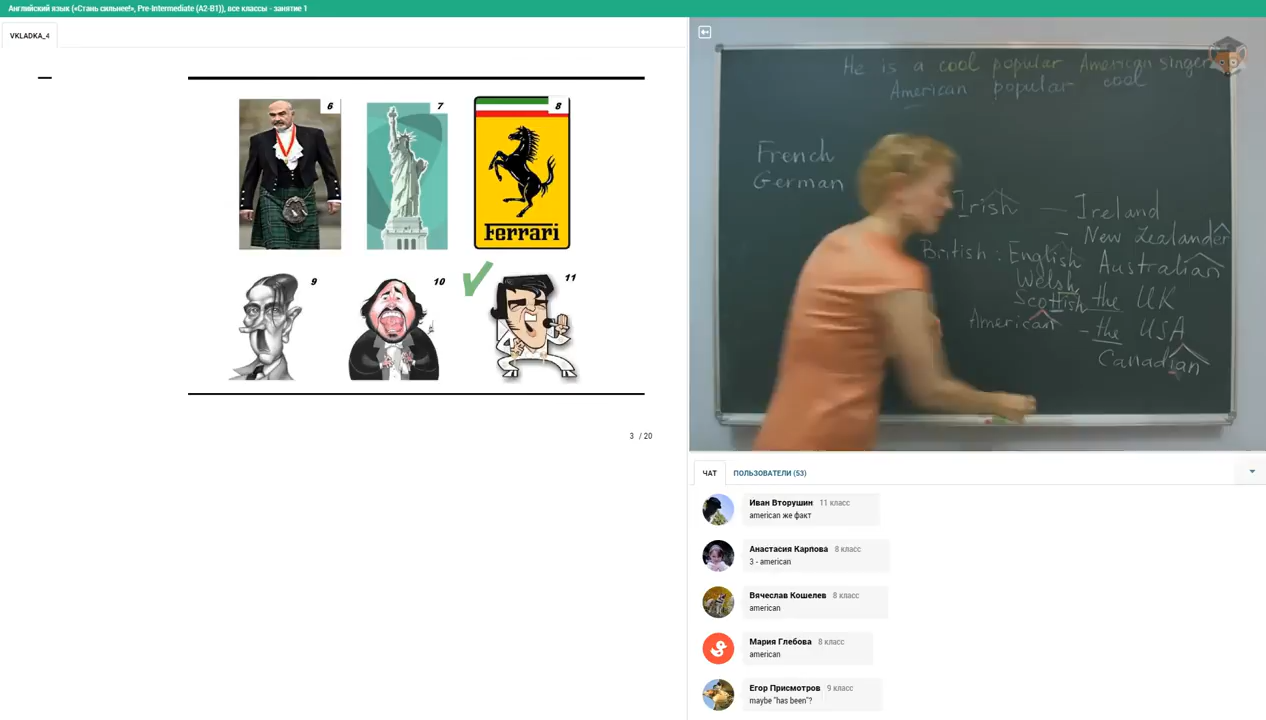 Английский язык («Стань сильнее!», Pre-Intermediate (A2-B1)), все классы - занятие 1
VKLADKA_4
6
7
8
Ferrari
9
10
11
3 / 20
He is a cool popular American singer
American popular cool
French
German
Irish — Ireland
- New Zealander
British : English Australian
Welsh
Scottish the UK
American - the USA
Canadian
ЧАТ
ПОЛЬЗОВАТЕЛИ (53)
Иван Вторушин 11 класс
american же факт
Анастасия Карпова 8 класс
3 - american
Вячеслав Кошелев 8 класс
american
Мария Глебова 8 класс
american
Егор Присмотров 9 класс
maybe "has been"?